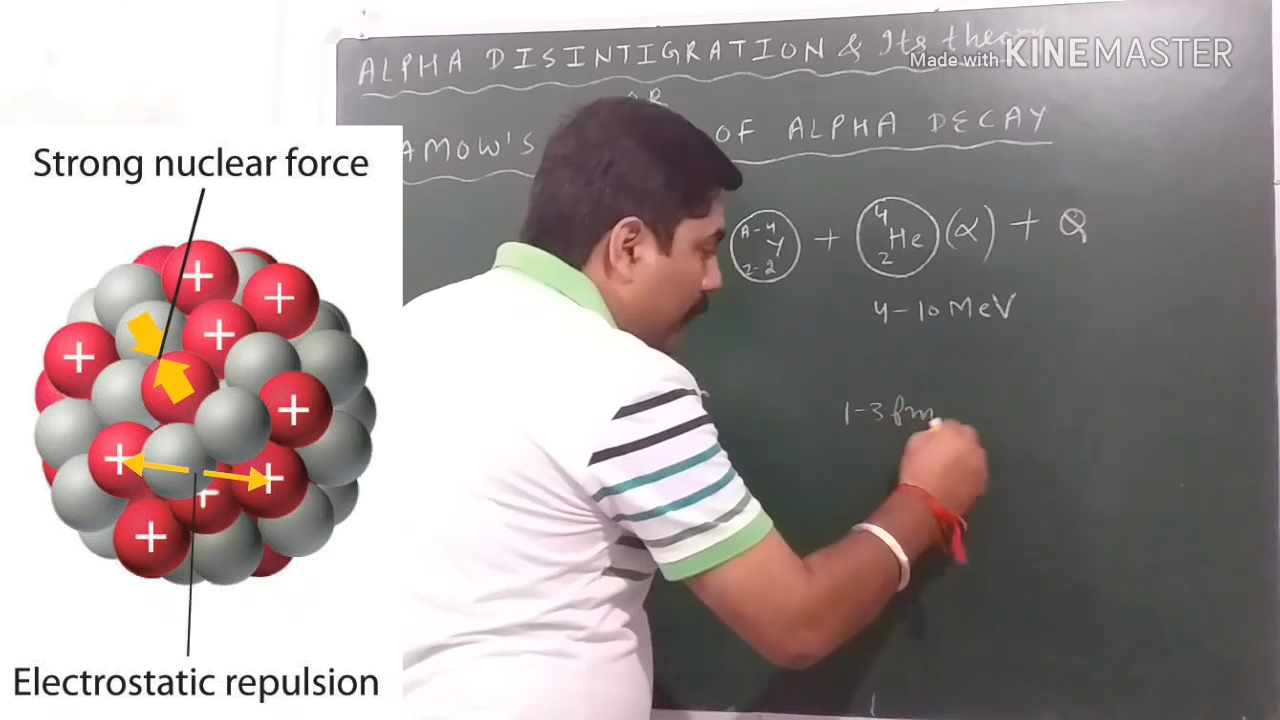 ALPHA DISINTIGRATION & Its theory
Made with KINEMASTER
OR
AMOW'S OF ALPHA DECAY
Strong nuclear force
A-4 Y Z-2 + 4 He 2 (α) + Q
4-10 MeV
1-3 fm
+ + + + + + + + +
Electrostatic repulsion